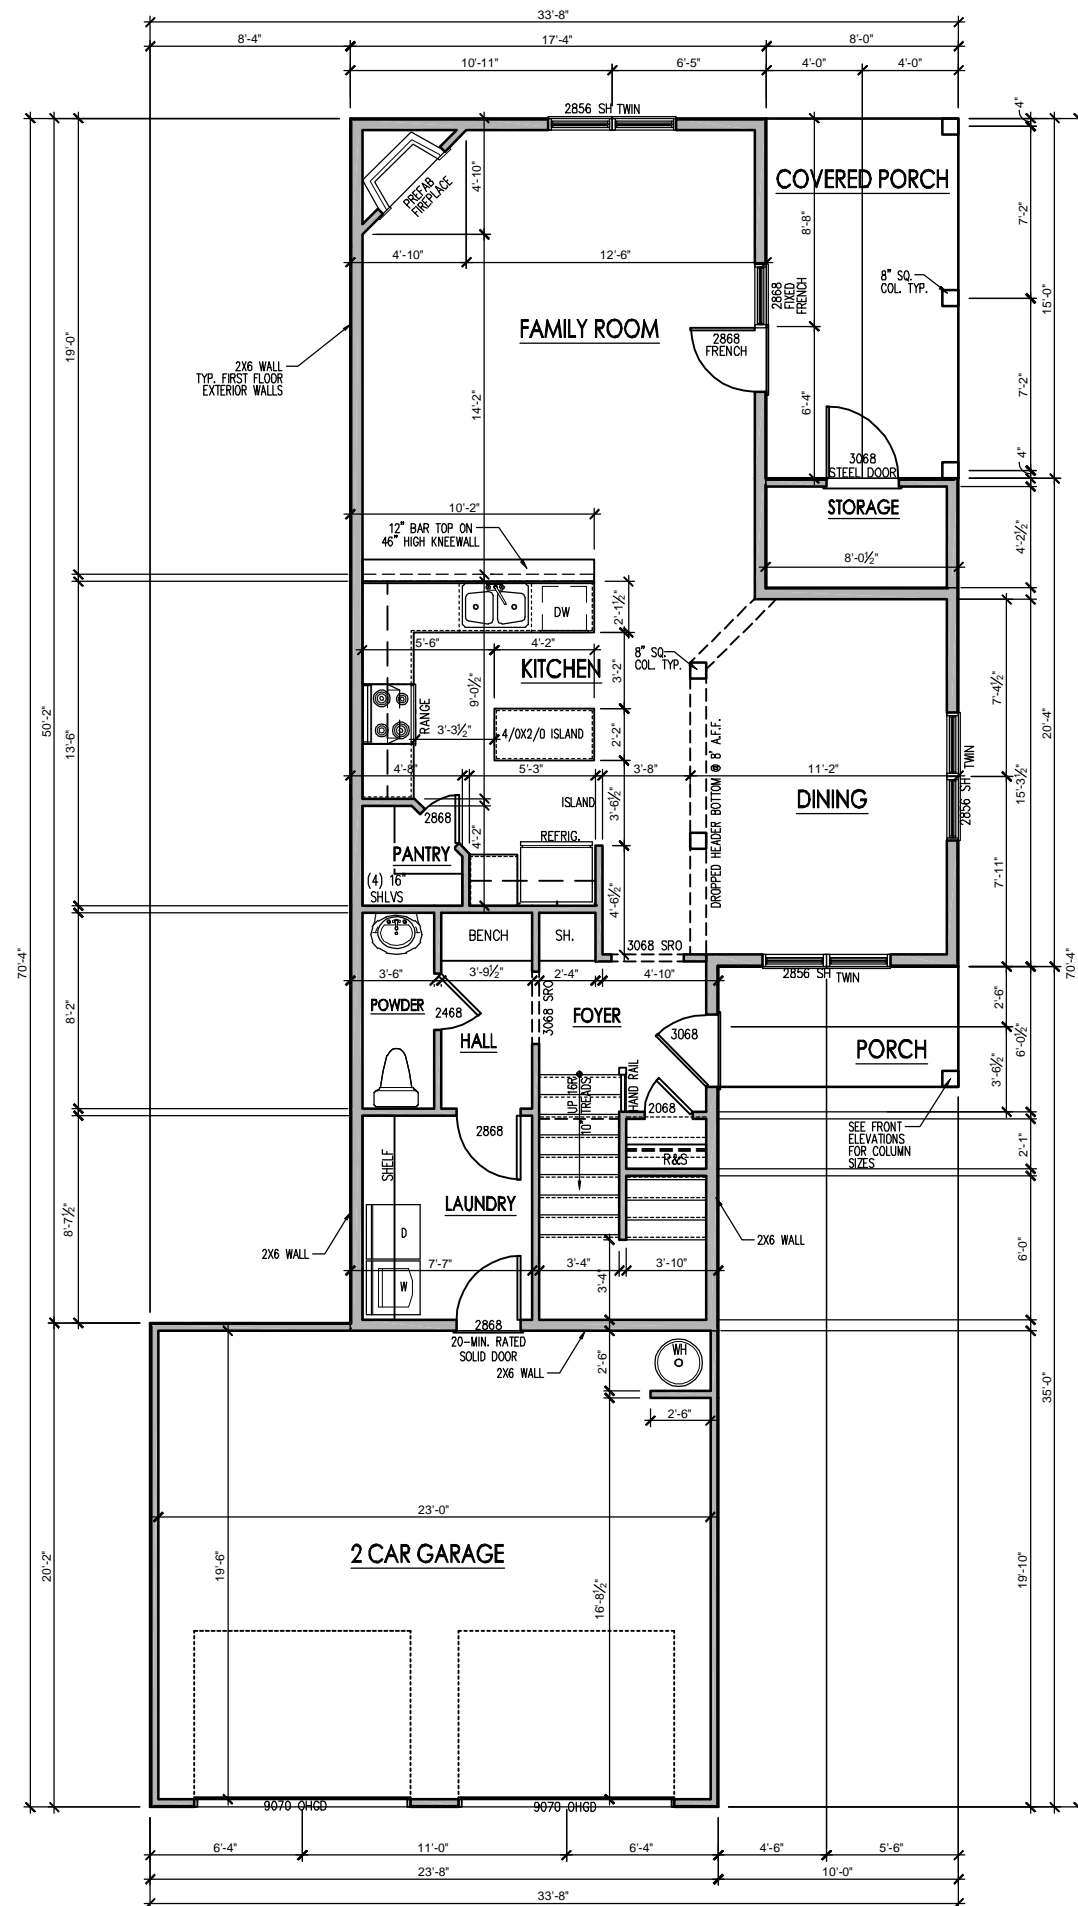 33'-8"
8'-4"
17'-4"
8'-0"
10'-11"
6'-5"
4'-0"
4'-0"
2856 SH TWIN
4"
PREFAB
FIREPLACE
4'-10"
COVERED PORCH
8'-8"
7'-2"
4'-10"
12'-6"
2868
FIXED
FRENCH
8" SQ.
COL. TYP.
15'-0"
FAMILY ROOM
2868
FRENCH
19'-0"
2X6 WALL
TYP. FIRST FLOOR
EXTERIOR WALLS
14'-2"
6'-4"
7'-2"
3068
STEEL DOOR
4"
STORAGE
10'-2"
12" BAR TOP ON
46" HIGH KNEEWALL
4'-2½"
8'-0½"
DW
2'-1½"
5'-6"
4'-2"
8" SQ.
COL. TYP.
KITCHEN
3'-2"
9'-0½"
7'-4½"
RANGE
3'-3½"
4/0X2/0 ISLAND
2'-2"
50'-2"
13'-6"
20'-4"
4'-8"
5'-3"
3'-8"
11'-2"
15'-3½"
2856 SH TWIN
DROPPED HEADER BOTTOM @ 8' A.F.F.
ISLAND
DINING
3'-6½"
2868
4'-2"
REFRIG.
PANTRY
7'-11"
(4) 16"
SHLVS
4'-6½"
BENCH
SH.
3068 SRO
70'-4"
70'-4"
3'-6"
3'-9½"
2'-4"
4'-10"
2856 SH TWIN
POWDER
2468
3068 SRO
FOYER
2'-6"
8'-2"
HALL
3068
PORCH
6'-0½"
3'-6½"
UP 16R
10" TREADS
HAND RAIL
2068
2868
SEE FRONT
ELEVATIONS
FOR COLUMN
SIZES
2'-1"
R&S
SHELF
LAUNDRY
8'-7½"
D
2X6 WALL
2X6 WALL
6'-0"
7'-7"
3'-4"
3'-10"
3'-4"
W
2868
20-MIN. RATED
SOLID DOOR
2X6 WALL
WH
2'-6"
35'-0"
2'-6"
23'-0"
2 CAR GARAGE
20'-2"
19'-6"
16'-8½"
19'-10"
9070 OHGD
9070 OHGD
6'-4"
11'-0"
6'-4"
4'-6"
5'-6"
23'-8"
10'-0"
33'-8"